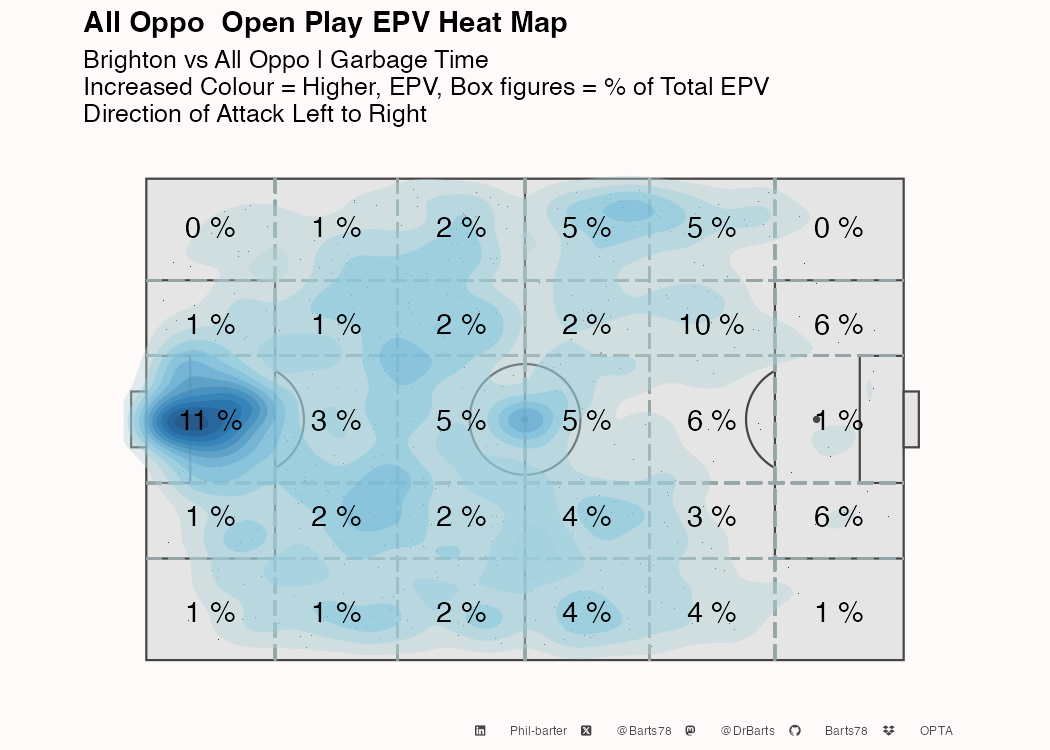 All Oppo  Open Play EPV Heat Map
Brighton vs All Oppo | Garbage Time
Increased Colour = Higher, EPV, Box figures = % of Total EPV
Direction of Attack Left to Right
0 % 1 % 2 % 5 % 5 % 0 %
1 % 1 % 2 % 2 % 10 % 6 %
11 % 3 % 5 % 5 % 6 % 1 %
1 % 2 % 2 % 4 % 3 % 6 %
1 % 1 % 2 % 4 % 4 % 1 %
Phil-barter @Barts78 @DrBarts Barts78 OPTA